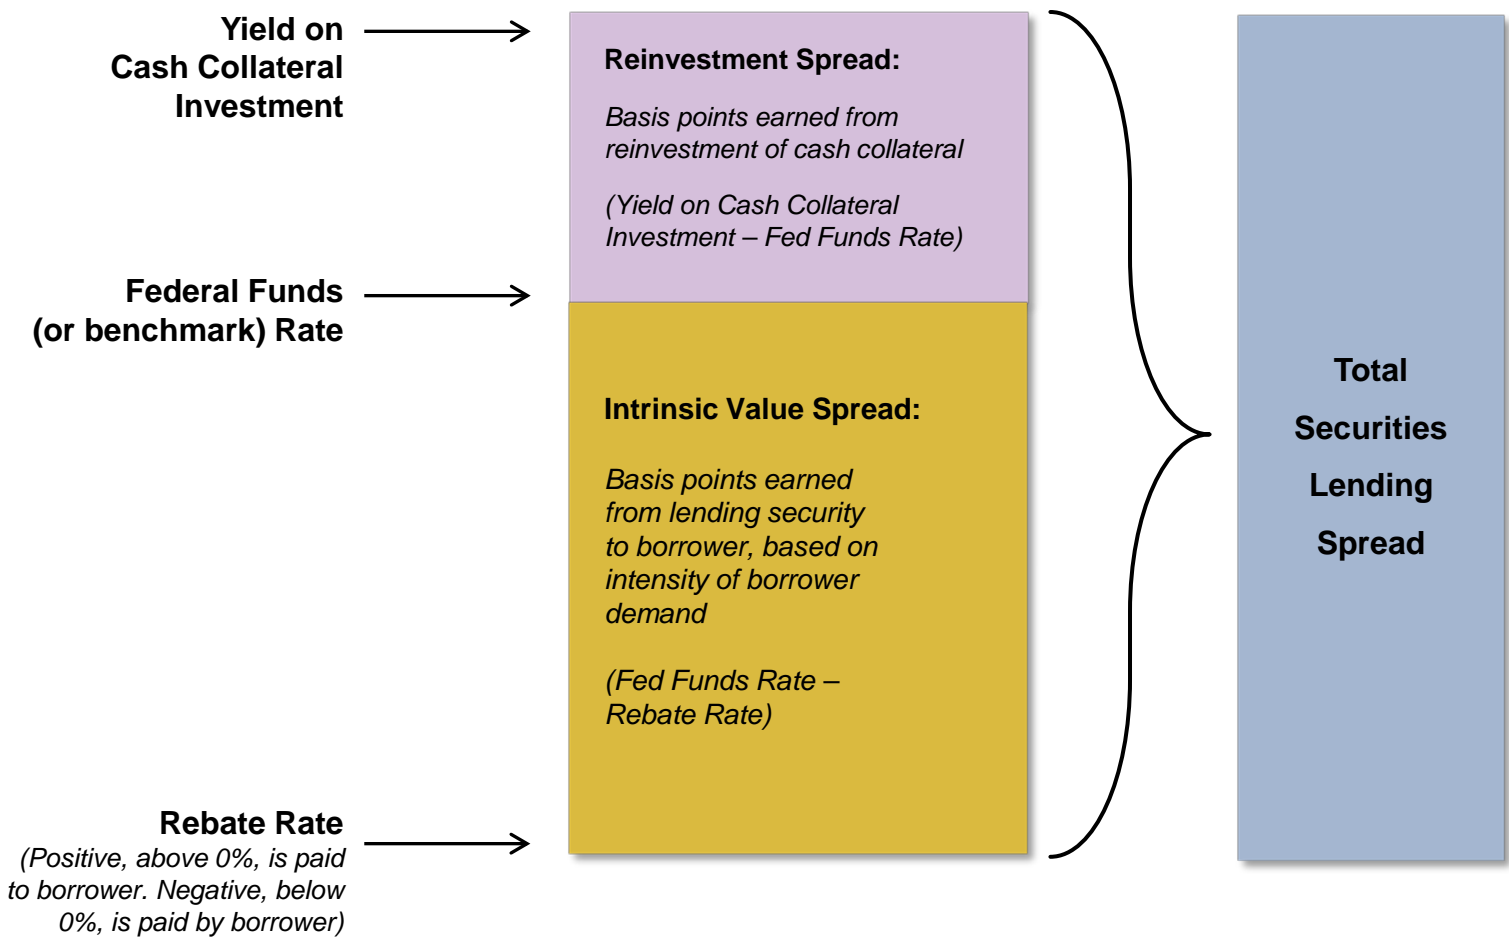 Yield on
Cash Collateral
Investment
Reinvestment Spread:
Basis points earned from
reinvestment of cash collateral
(Yield on Cash Collateral
Investment – Fed Funds Rate)
Federal Funds
(or benchmark) Rate
Intrinsic Value Spread:
Basis points earned
from lending security
to borrower, based on
intensity of borrower
demand
(Fed Funds Rate –
Rebate Rate)
Rebate Rate
(Positive, above 0%, is paid
to borrower. Negative, below
0%, is paid by borrower)
Total
Securities
Lending
Spread